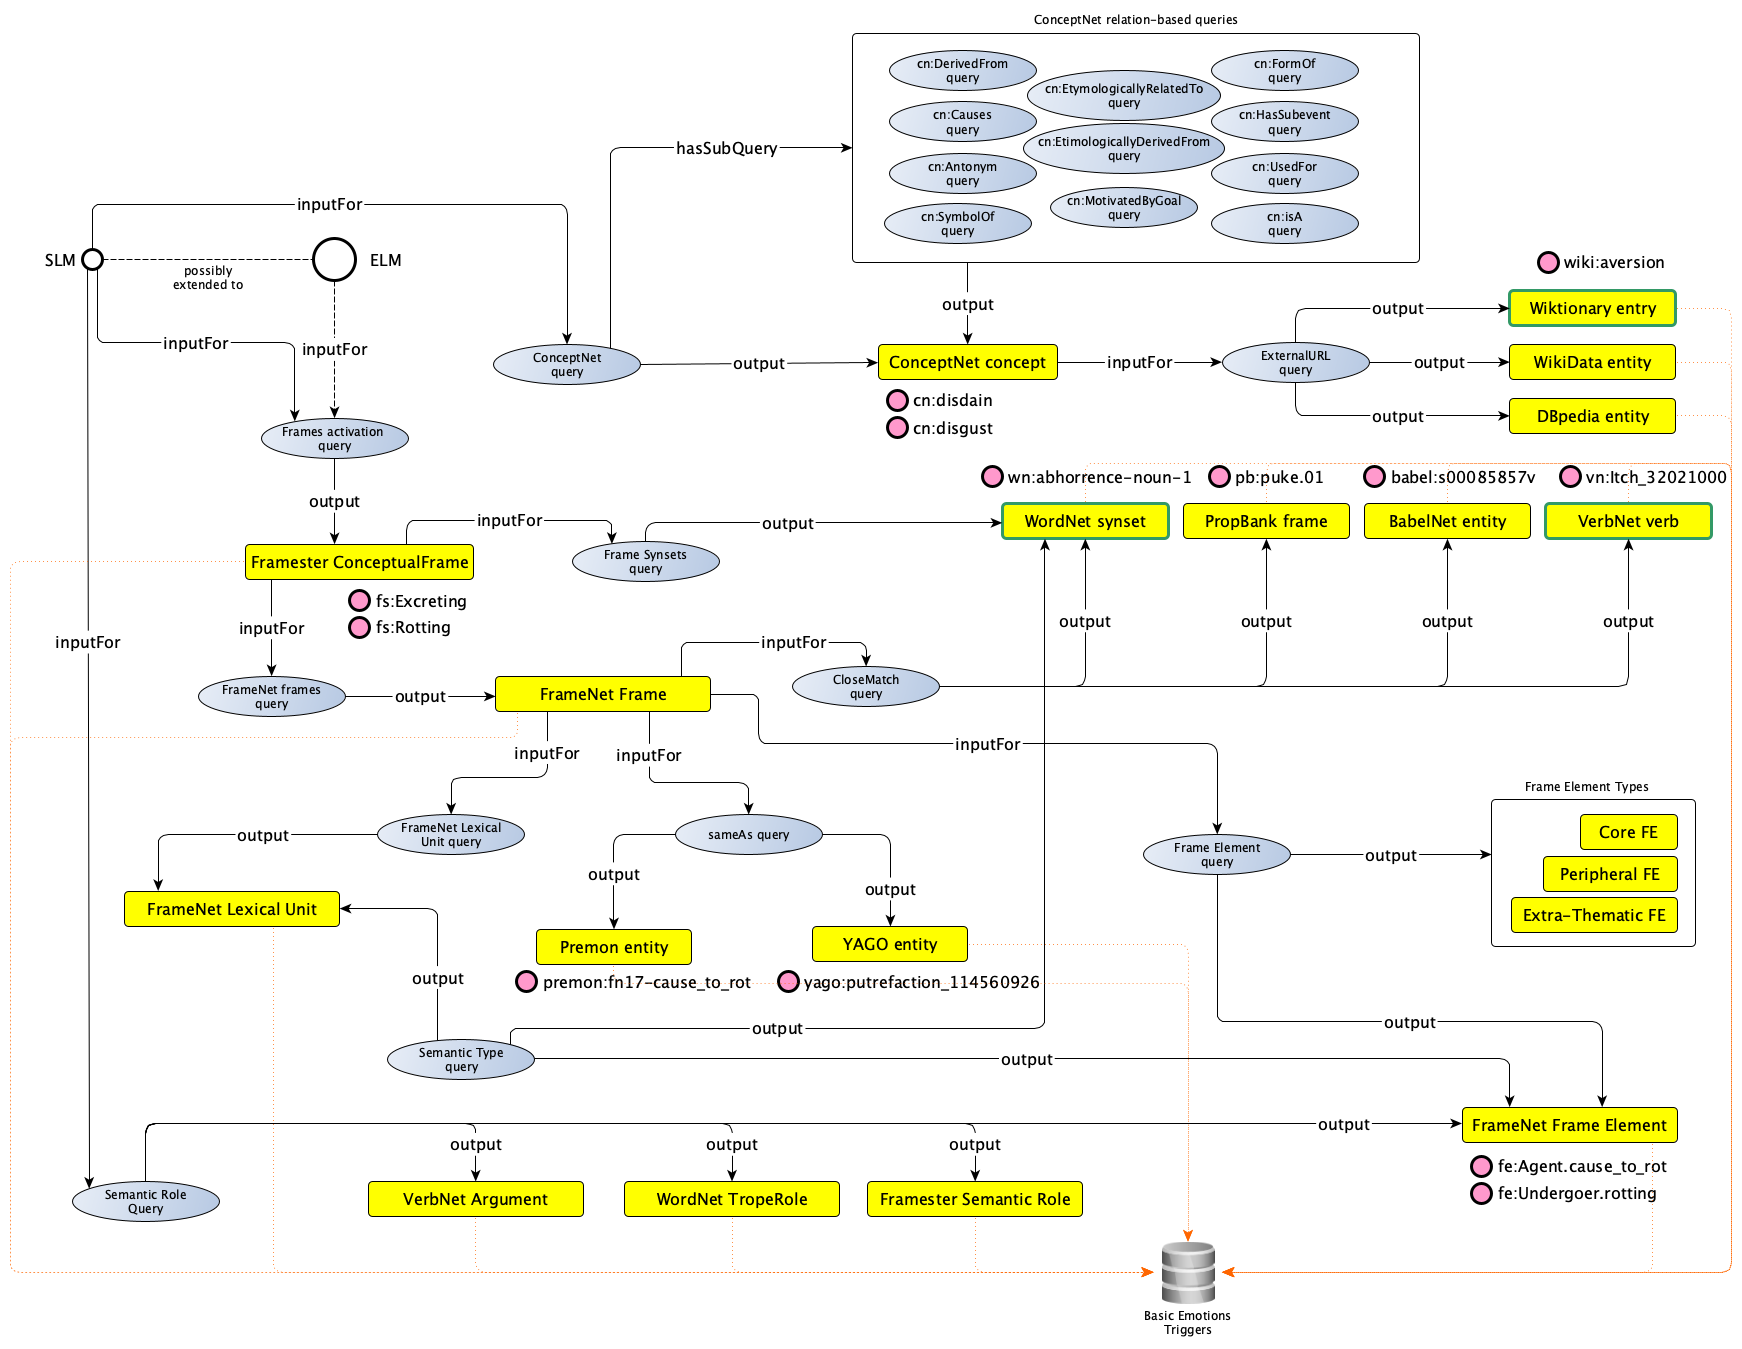 ConceptNet relation-based queries
cn:DerivedFrom
query
cn:FormOf
query
cn:EtymologicallyRelatedTo
query
cn:Causes
query
cn:HasSubevent
query
cn:EtimologicallyDerivedFrom
query
cn:Antonym
query
cn:UsedFor
query
cn:MotivatedByGoal
query
cn:SymbolOf
query
cn:isA
query
hasSubQuery
inputFor
SLM
possibly
extended to
ELM
inputFor
inputFor
output
wiki:aversion
Wiktionary entry
output
ConceptNet
query
output
ConceptNet concept
inputFor
ExternalURL
query
output
WikiData entity
cn:disdain
cn:disgust
output
DBpedia entity
Frames activation
query
output
wn:abhorrence-noun-1
pb:puke.01
babel:s00085857v
vn:Itch_32021000
inputFor
output
WordNet synset
PropBank frame
BabelNet entity
VerbNet verb
Framester ConceptualFrame
Frame Synsets
query
fs:Excreting
fs:Rotting
inputFor
inputFor
inputFor
output
output
output
output
FrameNet frames
query
output
FrameNet Frame
CloseMatch
query
inputFor
inputFor
inputFor
Frame Element Types
Core FE
Peripheral FE
Extra-Thematic FE
output
FrameNet Lexical
Unit query
sameAs query
Frame Element
query
output
output
output
FrameNet Lexical Unit
Premon entity
YAGO entity
output
premon:fn17-cause_to_rot
yago:putrefaction_114560926
output
output
Semantic Type
query
output
output
output
output
output
FrameNet Frame Element
fe:Agent.cause_to_rot
fe:Undergoer.rotting
Semantic Role
Query
VerbNet Argument
WordNet TropeRole
Framester Semantic Role
Basic Emotions
Triggers